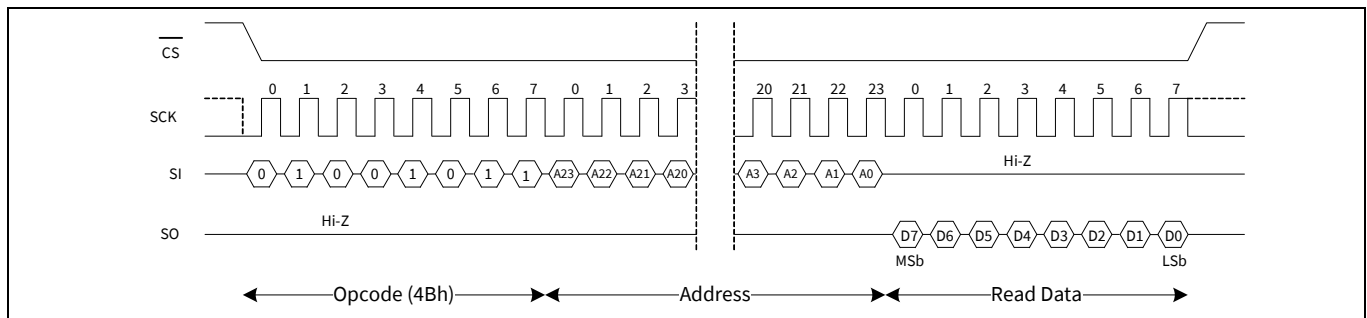 CS
SCK
0 1 2 3 4 5 6 7 0 1 2 3 20 21 22 23 0 1 2 3 4 5 6 7
SI
0 1 0 0 1 0 1 1 A23 A22 A21 A20 A3 A2 A1 A0 Hi-Z
Hi-Z
SO
D7 D6 D5 D4 D3 D2 D1 D0
MSb LSb
Opcode (4Bh) Address Read Data